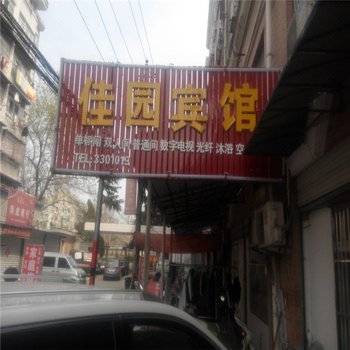 佳园宾馆
单标间 双人间 普通间 数字电视 光纤 沐浴 空
TEL:3301015